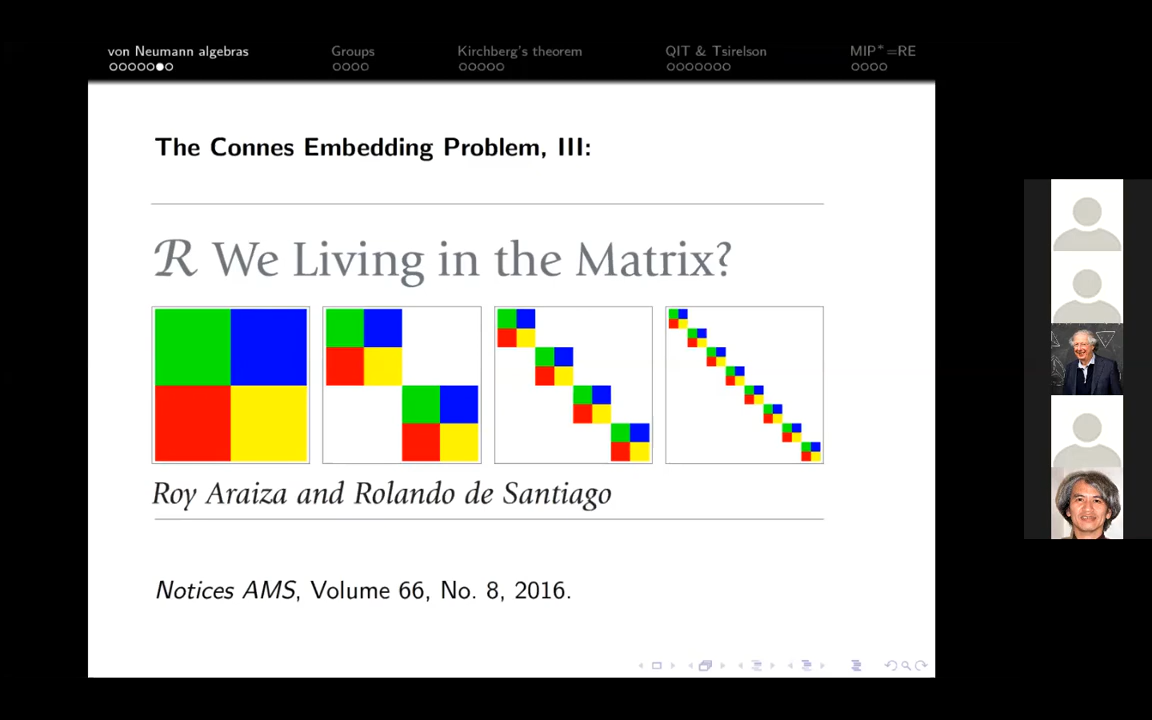 von Neumann algebras Groups Kirchberg's theorem QIT & Tsirelson MIP*=RE
The Connes Embedding Problem, III:
ℛ We Living in the Matrix?
Roy Araiza and Rolando de Santiago
Notices AMS, Volume 66, No. 8, 2016.